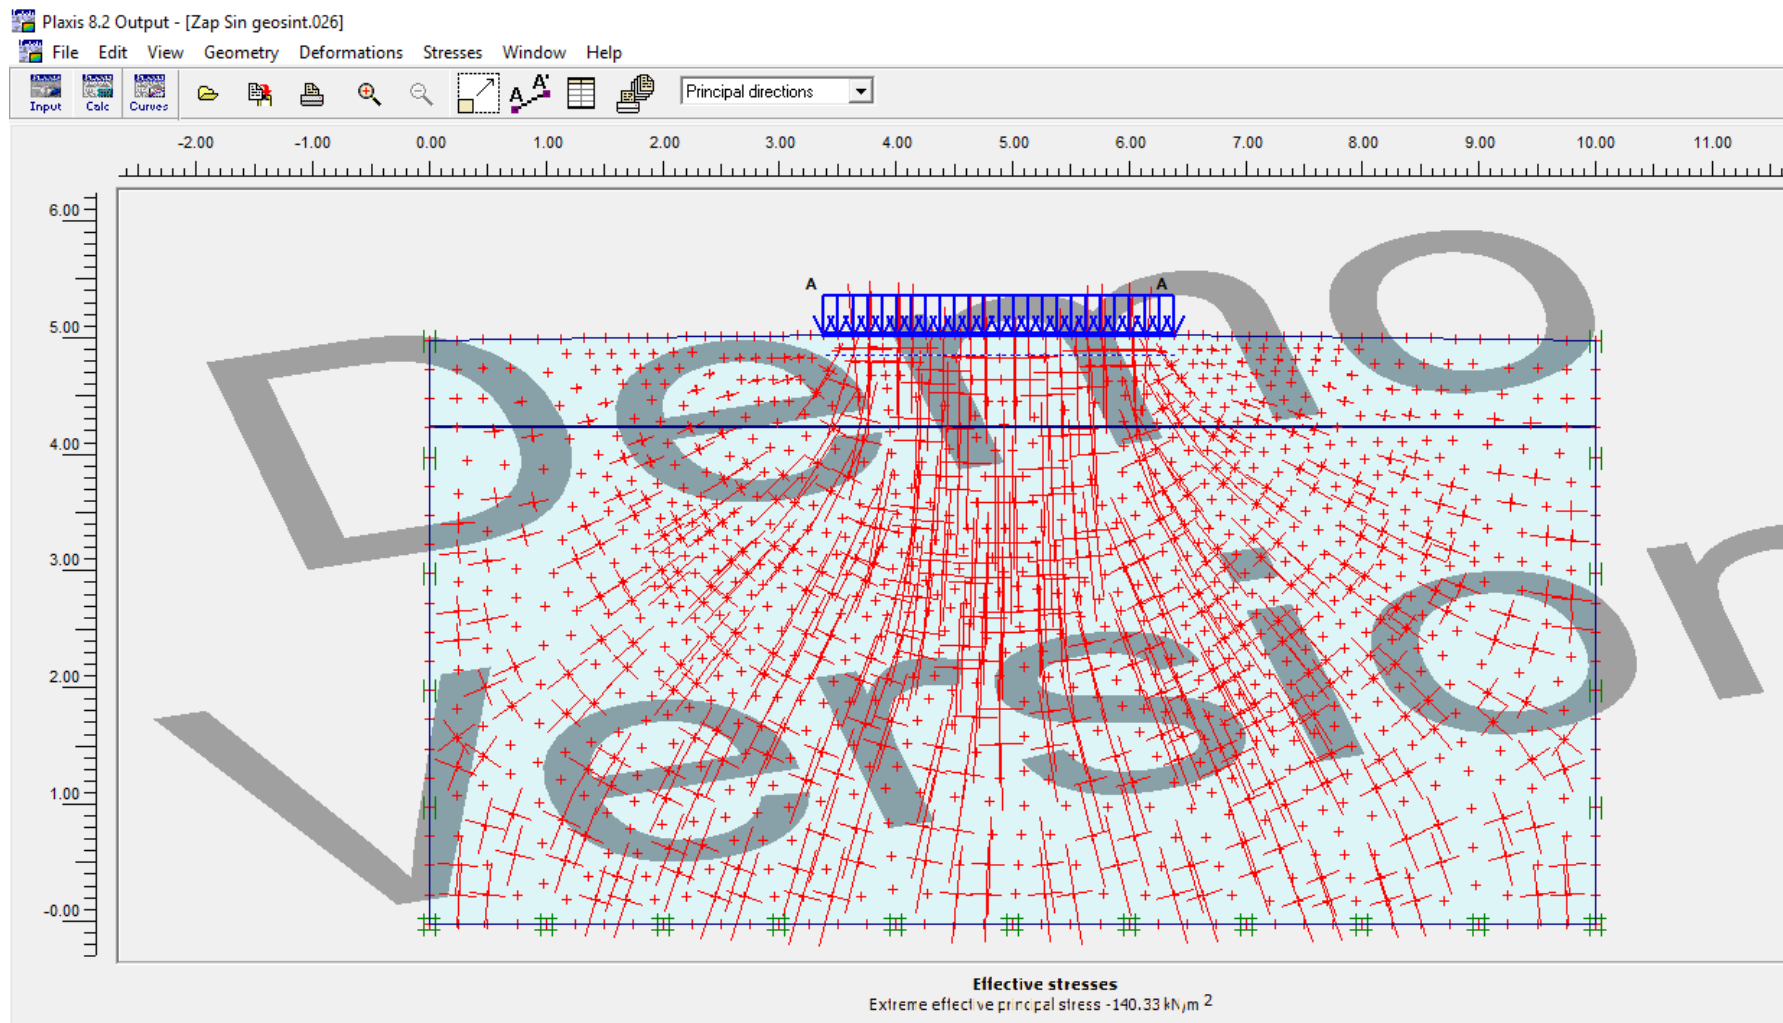 Plaxis 8.2 Output - [Zap Sin geosint.026]
File Edit View Geometry Deformations Stresses Window Help
Input Calc Curves A A' Principal directions
-2.00 -1.00 0.00 1.00 2.00 3.00 4.00 5.00 6.00 7.00 8.00 9.00 10.00 11.00
6.00
A A
5.00
4.00
3.00
2.00
1.00
-0.00
Demo
Version
Effective stresses
Extreme effective principal stress -140.33 kN/m 2